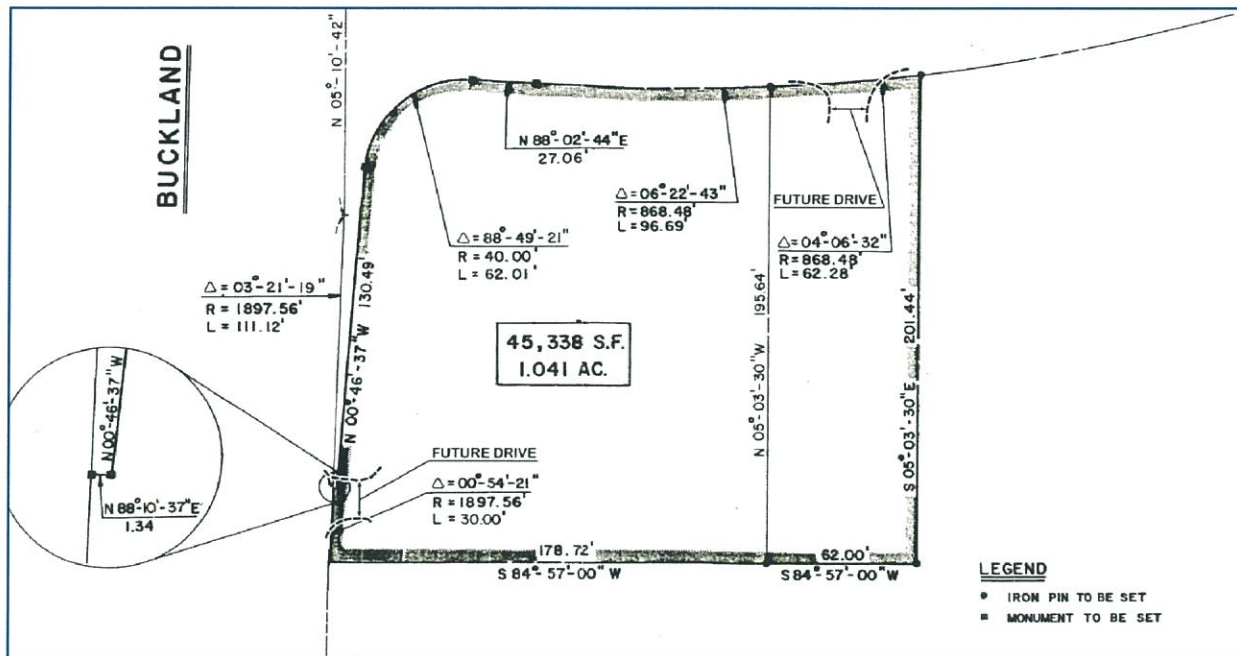 BUCKLAND
N 05°-10'-42"
N 88°-02'-44"E
27.06'
Δ=06°-22'-43"
R=868.48'
L=96.69'
FUTURE DRIVE
Δ=04°-06'-32"
R=868.48'
L=62.28'
Δ=88°-49'-21"
R=40.00'
L=62.01'
Δ=03°-21'-19"
R=1897.56'
L=111.12'
N 00°-46'-37" W 130.49'
45,338 S.F.
1.041 AC.
N 05°-03'-30" W 195.64'
S 05°-03'-30"E 201.44'
N 00°-46'-37" W
N 88°-10'-37"E
1.34
FUTURE DRIVE
Δ=00°-54'-21"
R=1897.56'
L=30.00'
178.72'
S 84°-57'-00" W
62.00'
S84°-57'-00" W
LEGEND
IRON PIN TO BE SET
MONUMENT TO BE SET